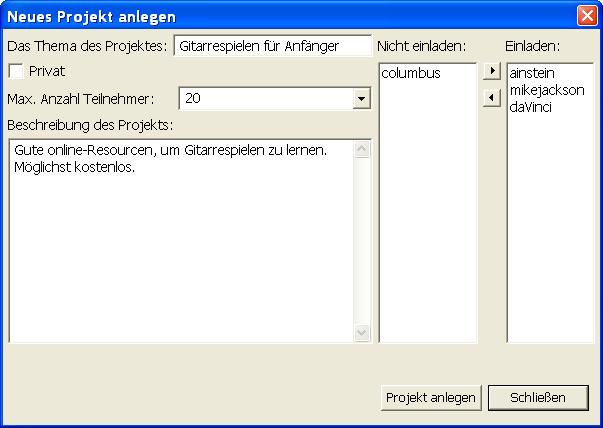 Neues Projekt anlegen
Das Thema des Projektes: Gitarrespielen für Anfänger
Nicht einladen:
Einladen:
Privat
columbus
ainstein
mikejackson
daVinci
Max. Anzahl Teilnehmer: 20
Beschreibung des Projekts:
Gute online-Resourcen, um Gitarrespielen zu lernen.
Möglichst kostenlos.
Projekt anlegen
Schließen